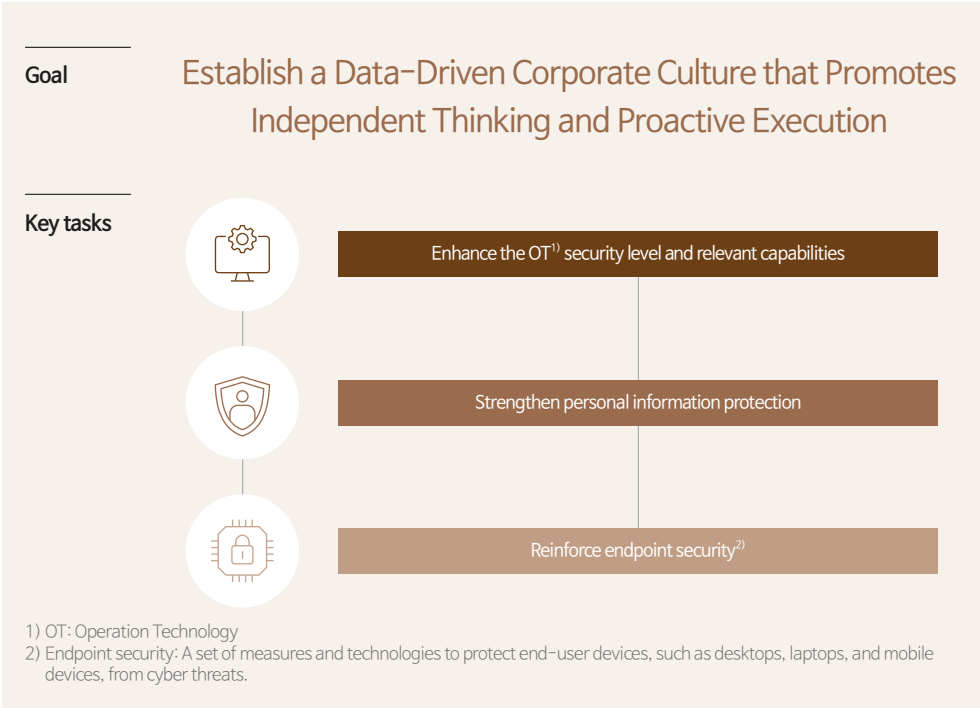 Goal
Establish a Data-Driven Corporate Culture that Promotes
Independent Thinking and Proactive Execution
Key tasks
Enhance the OT¹⁾ security level and relevant capabilities
Strengthen personal information protection
Reinforce endpoint security²⁾
1) OT: Operation Technology
2) Endpoint security: A set of measures and technologies to protect end-user devices, such as desktops, laptops, and mobile
devices, from cyber threats.